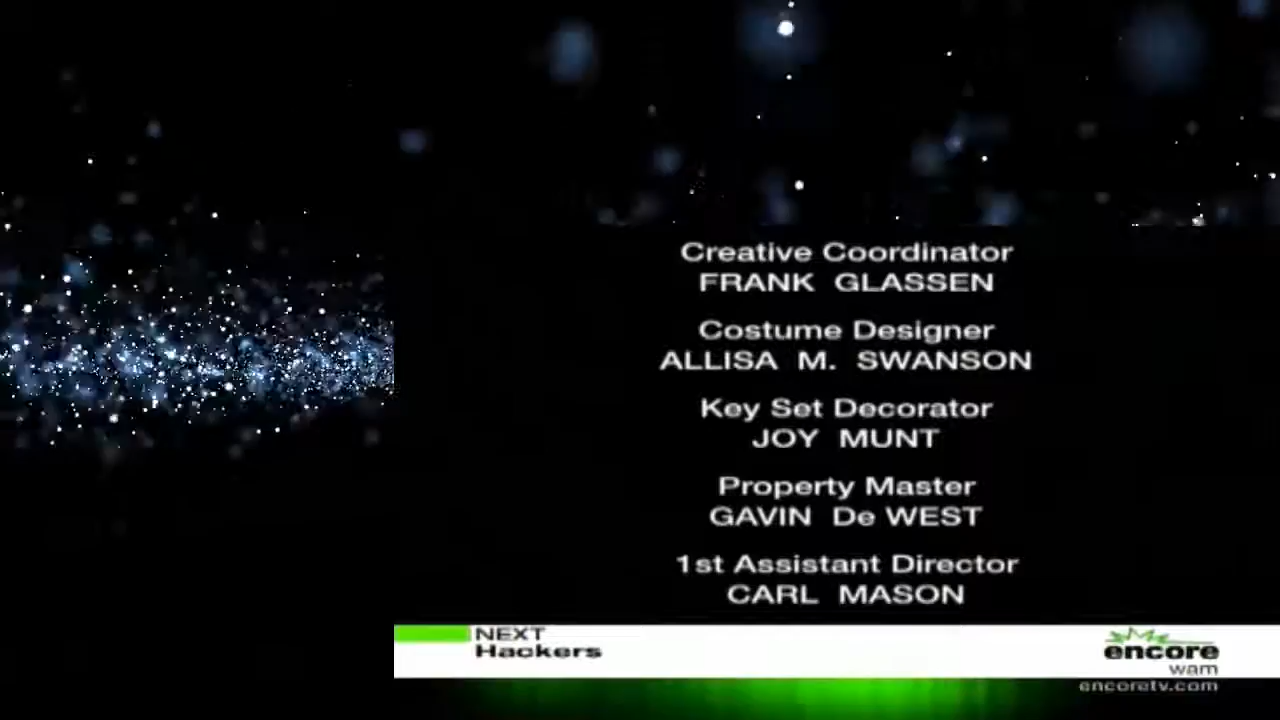 Creative Coordinator
FRANK GLASSEN
Costume Designer
ALLISA M. SWANSON
Key Set Decorator
JOY MUNT
Property Master
GAVIN De WEST
1st Assistant Director
CARL MASON
NEXT
Hackers
encore
wam
encoretv.com